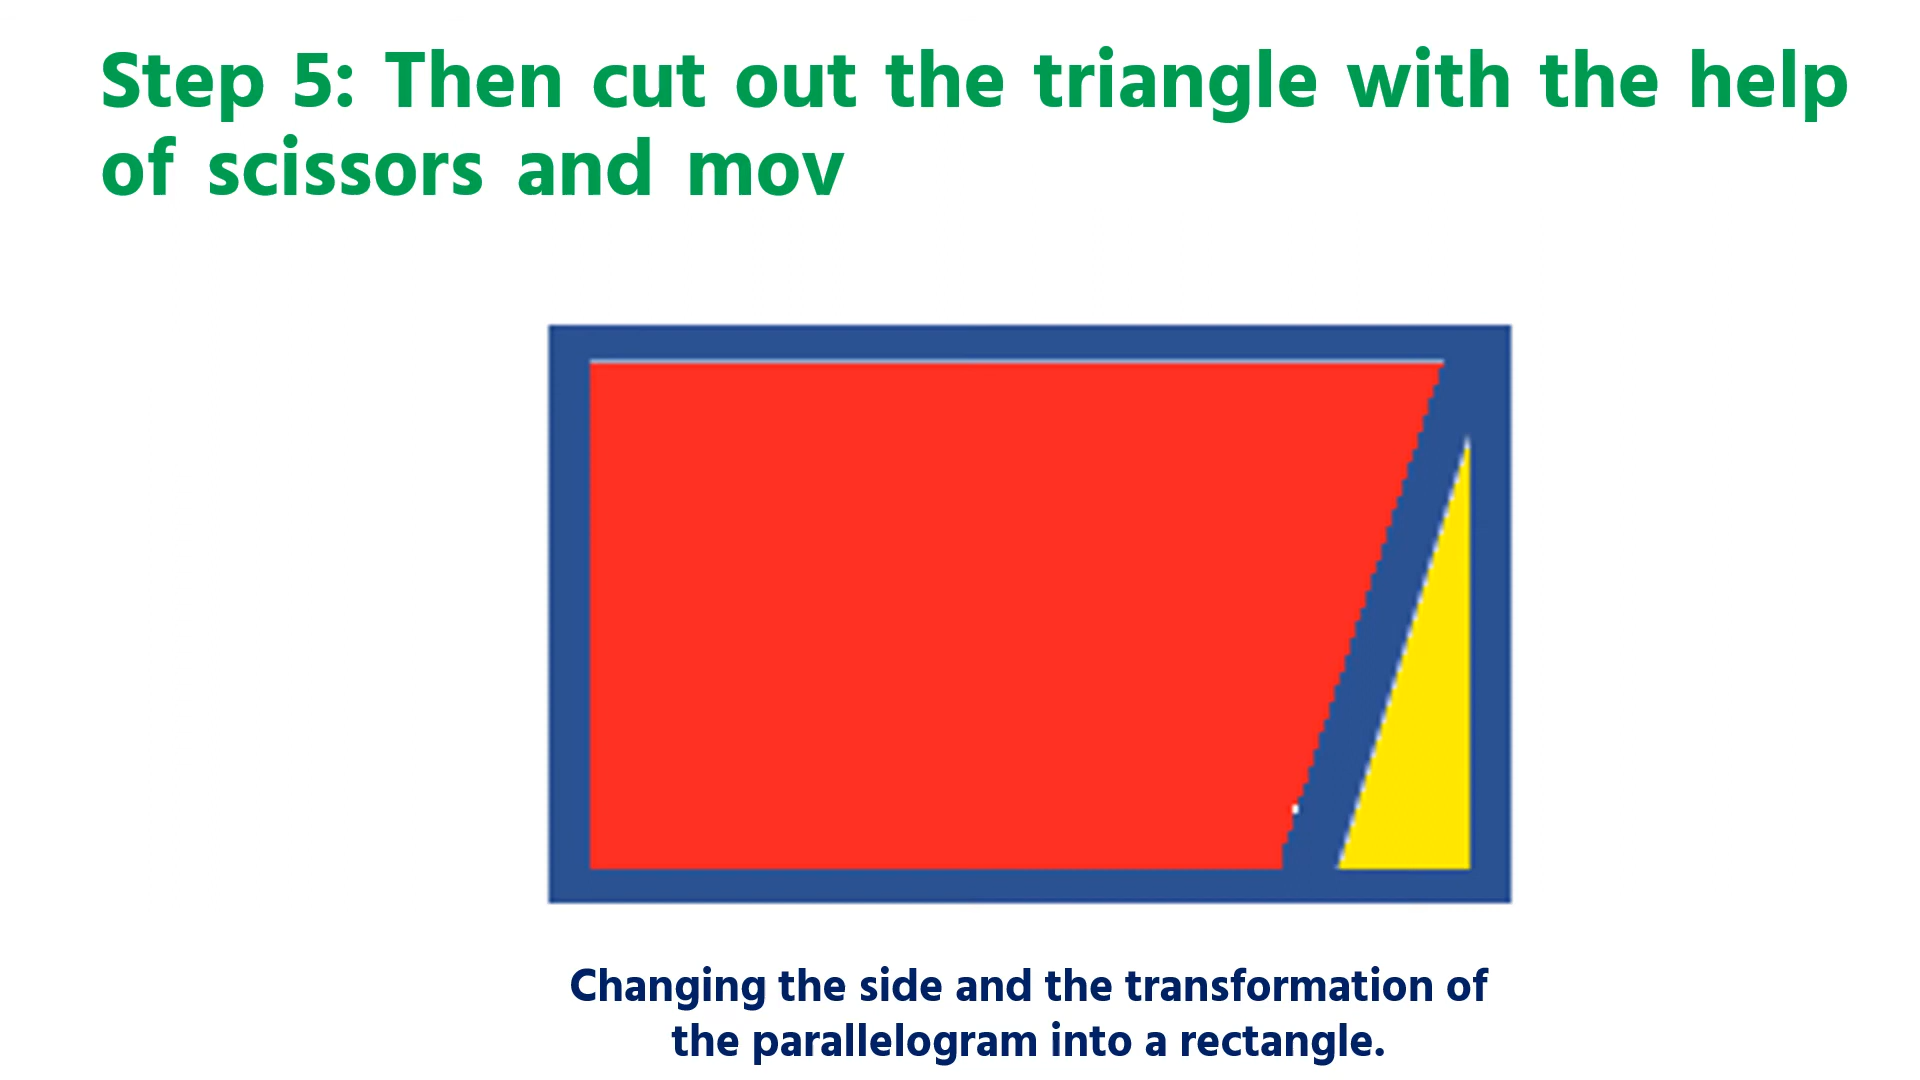 Step 5: Then cut out the triangle with the help
of scissors and mov
Changing the side and the transformation of
the parallelogram into a rectangle.